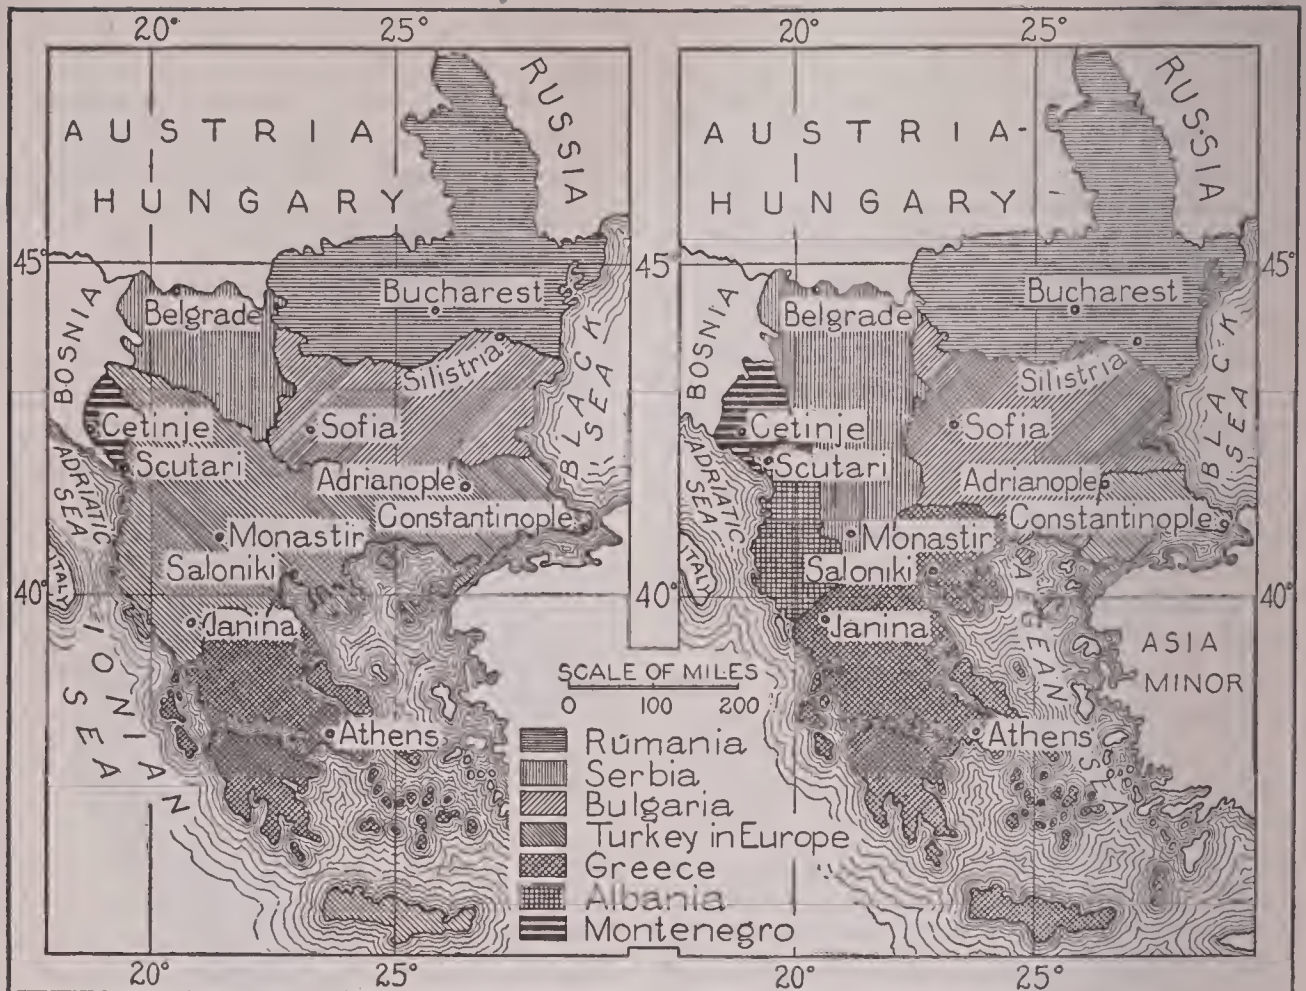 20° 25° 20° 25°
AUSTRIA
HUNGARY
RUSSIA
45°
BOSNIA
Belgrade
Bucharest
Silistria
BLACK
SEA
Cetinje
Sofia
Scutari
ADRIATIC
SEA
Adrianople
Constantinople
Monastir
Saloniki
ITALY
40°
Janina
IONIAN
SEA
Athens
20° 25°
AUSTRIA-
HUNGARY
RUSSIA
45°
BOSNIA
Belgrade
Bucharest
Silistria
BLACK
SEA
Cetinje
Sofia
Scutari
ADRIATIC
SEA
Adrianople
Constantinople
Monastir
Saloniki
ITALY
40°
Janina
AEGEAN
SEA
ASIA
MINOR
Athens
20° 25°
SCALE OF MILES
0 100 200
Rumania
Serbia
Bulgaria
Turkey in Europe
Greece
Albania
Montenegro